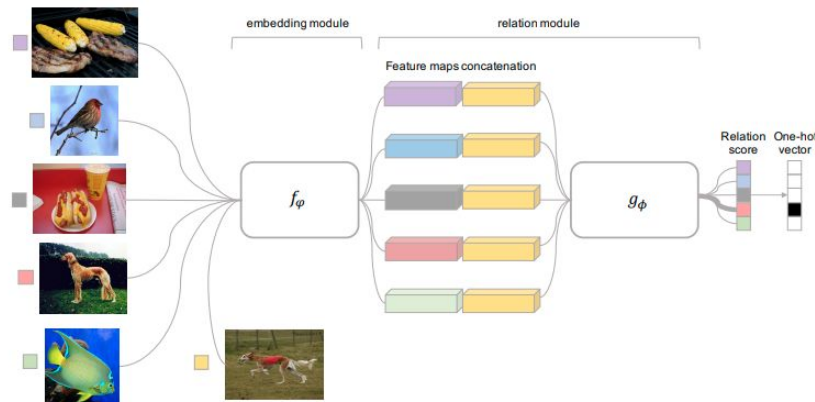 embedding module
relation module
Feature maps concatenation
Relation
score
One-hot
vector
fφ
gϕ